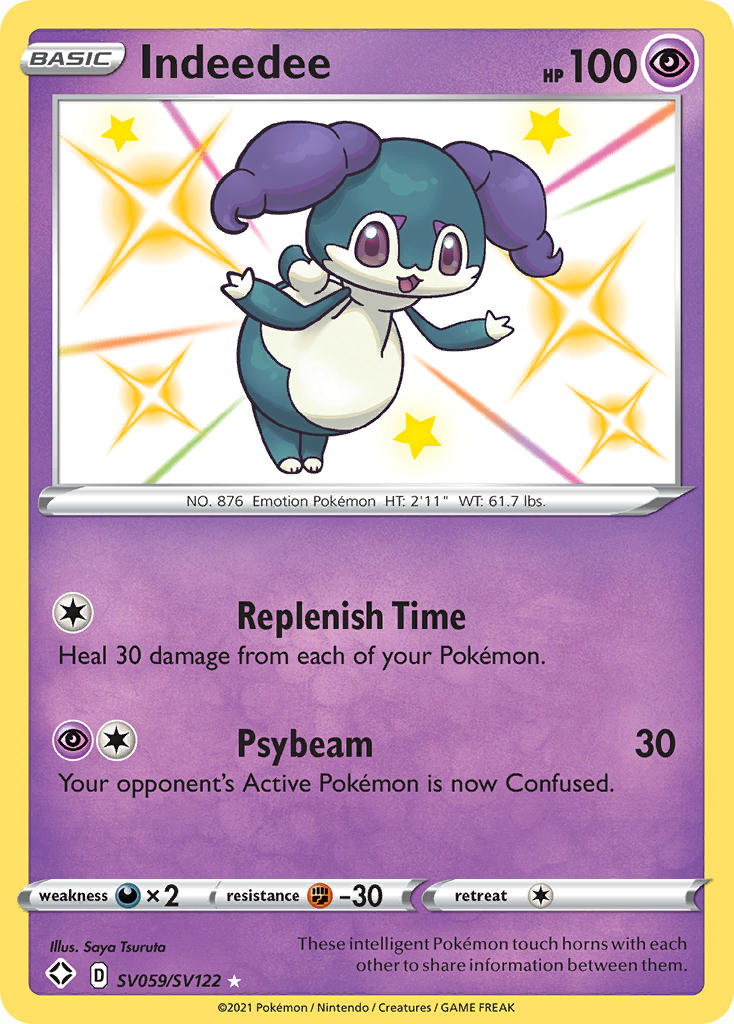 BASIC Indeedee HP 100
NO. 876 Emotion Pokémon HT: 2'11" WT: 61.7 lbs.
Replenish Time
Heal 30 damage from each of your Pokémon.
Psybeam 30
Your opponent's Active Pokémon is now Confused.
weakness ×2 resistance -30 retreat
Illus. Saya Tsuruta
These intelligent Pokémon touch horns with each
other to share information between them.
D SV059/SV122
©2021 Pokémon / Nintendo / Creatures / GAME FREAK